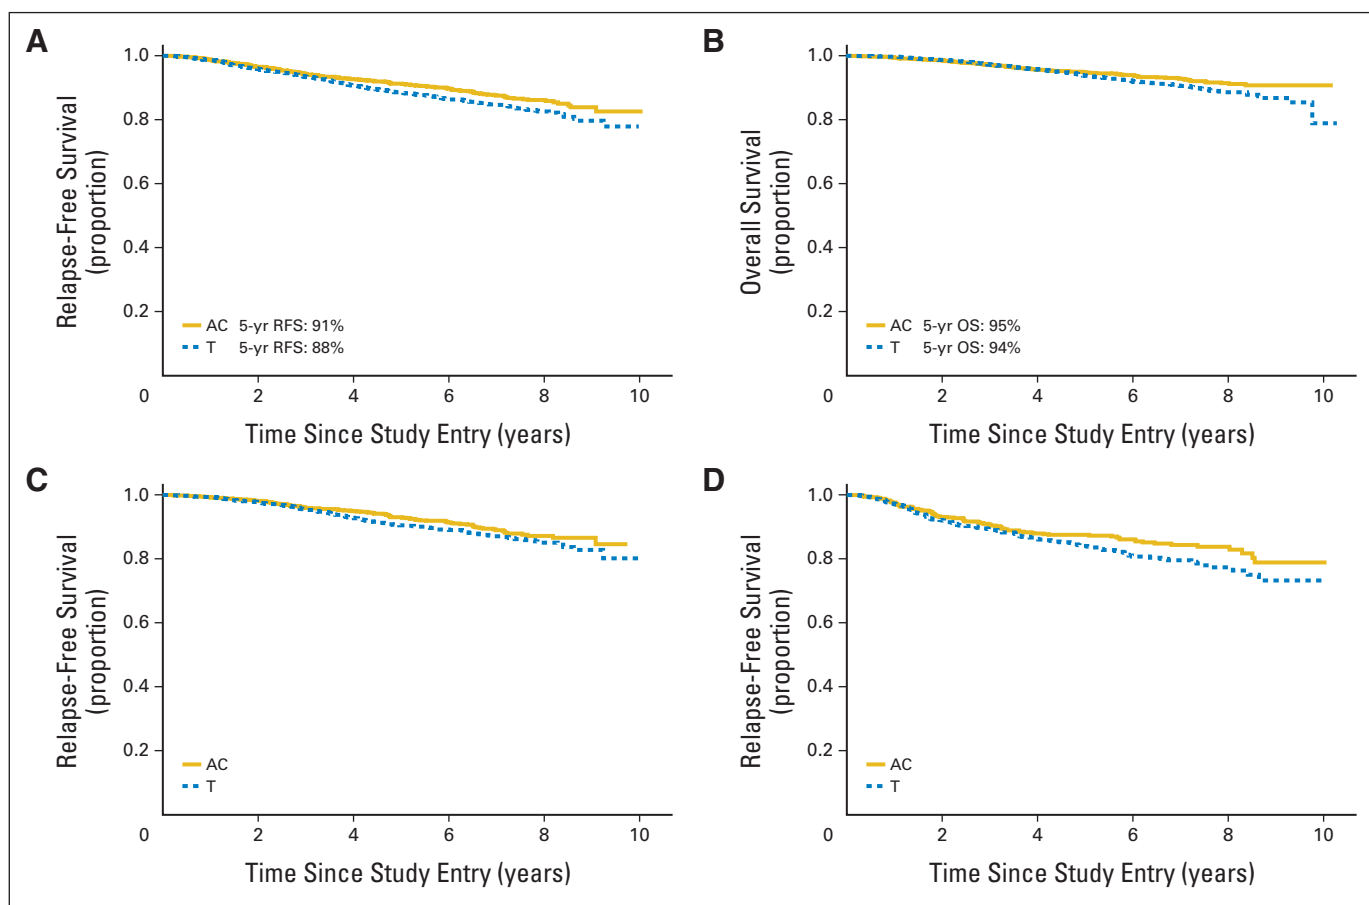 A
Relapse-Free Survival
(proportion)
1.0
0.8
0.6
0.4
0.2
AC 5-yr RFS: 91%
T 5-yr RFS: 88%
0 2 4 6 8 10
Time Since Study Entry (years)
B
Overall Survival
(proportion)
1.0
0.8
0.6
0.4
0.2
AC 5-yr OS: 95%
T 5-yr OS: 94%
0 2 4 6 8 10
Time Since Study Entry (years)
C
Relapse-Free Survival
(proportion)
1.0
0.8
0.6
0.4
0.2
AC
T
0 2 4 6 8 10
Time Since Study Entry (years)
D
Relapse-Free Survival
(proportion)
1.0
0.8
0.6
0.4
0.2
AC
T
0 2 4 6 8 10
Time Since Study Entry (years)